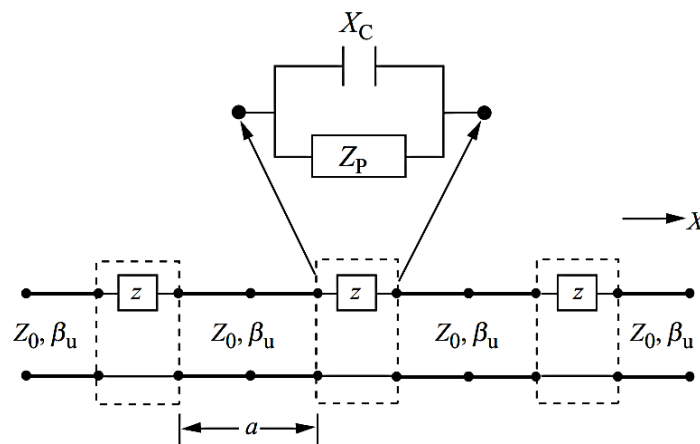 X_C
Z_P
X
z
z
z
Z_0, β_u
Z_0, β_u
Z_0, β_u
Z_0, β_u
a